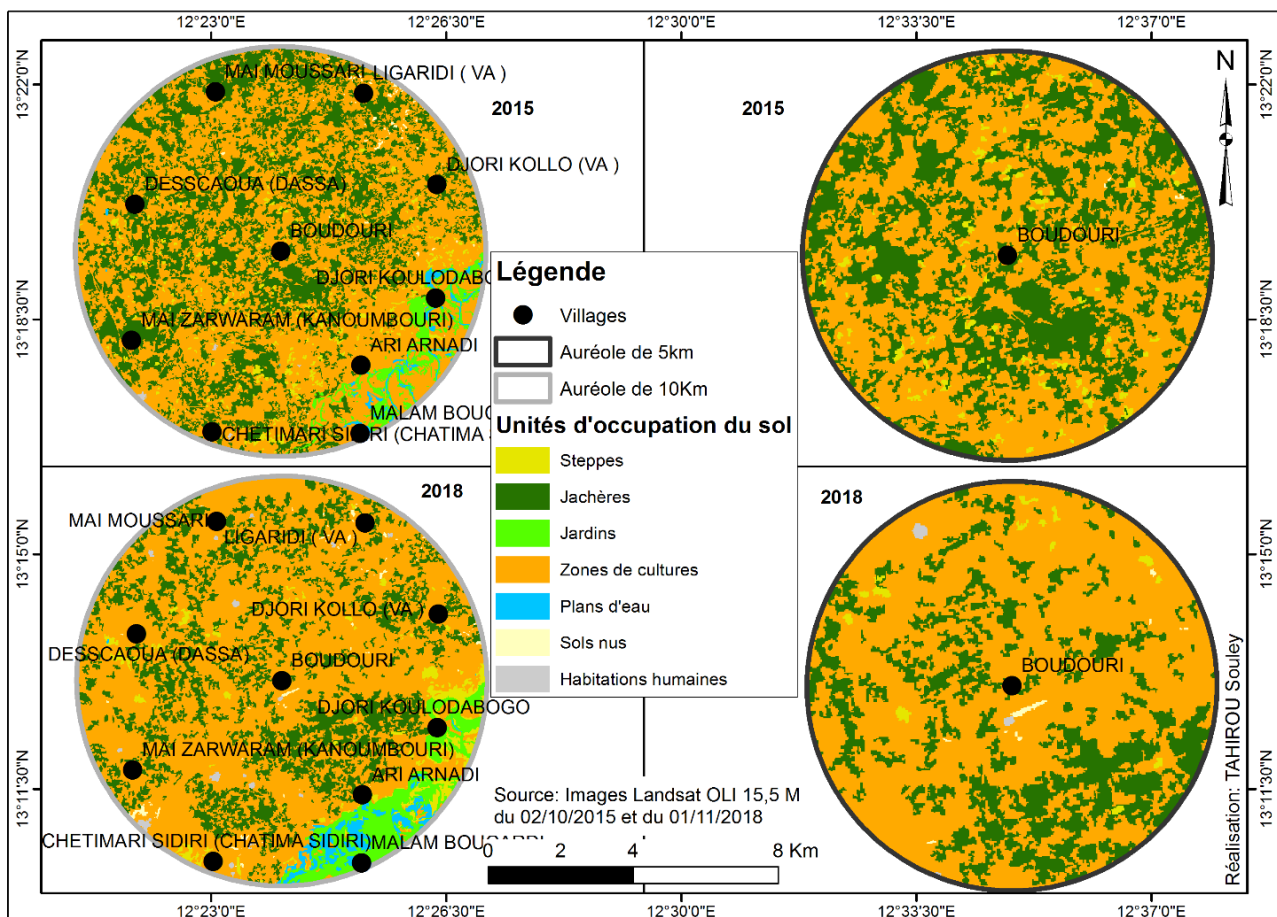 12°23'0"E 12°26'30"E 12°30'0"E 12°33'30"E 12°37'0"E
13°22'0"N
13°18'30"N
13°15'0"N
13°11'30"N
MAI MOUSSARI LIGARIDI ( VA )
2015
DJORI KOLLO (VA )
DESSCAOUA (DASSA)
BOUDOURI
DJORI KOULODABO
MAI ZARWARAM (KANOUMBOURI)
ARI ARNADI
MALAM BOUG
CHETIMARI SIDIRI (CHATIMA
2015
N
BOUDOURI
Légende
Villages
Auréole de 5km
Auréole de 10Km
Unités d'occupation du sol
Steppes
Jachères
Jardins
Zones de cultures
Plans d'eau
Sols nus
Habitations humaines
2018
MAI MOUSSARI
LIGARIDI ( VA )
DJORI KOLLO (VA )
DESSCAOUA (DASSA)
BOUDOURI
DJORI KOULODABOGO
MAI ZARWARAM (KANOUMBOURI)
ARI ARNADI
CHETIMARI SIDIRI (CHATIMA SIDIRI)
MALAM
2018
BOUDOURI
Source: Images Landsat OLI 15,5 M
du 02/10/2015 et du 01/11/2018
0 2 4 8 Km
Réalisation: TAHIROU Souley
13°22'0"N
13°18'30"N
13°15'0"N
13°11'30"N
12°23'0"E 12°26'30"E 12°30'0"E 12°33'30"E 12°37'0"E